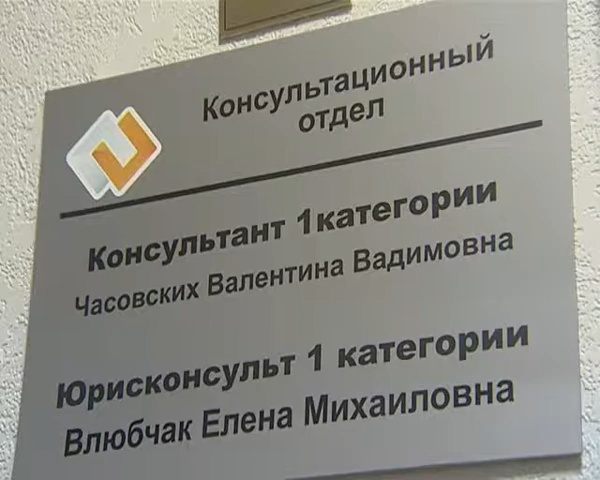 Консультационный
отдел
Консультант 1категории
Часовских Валентина Вадимовна
Юрисконсульт 1 категории
Влюбчак Елена Михаиловна